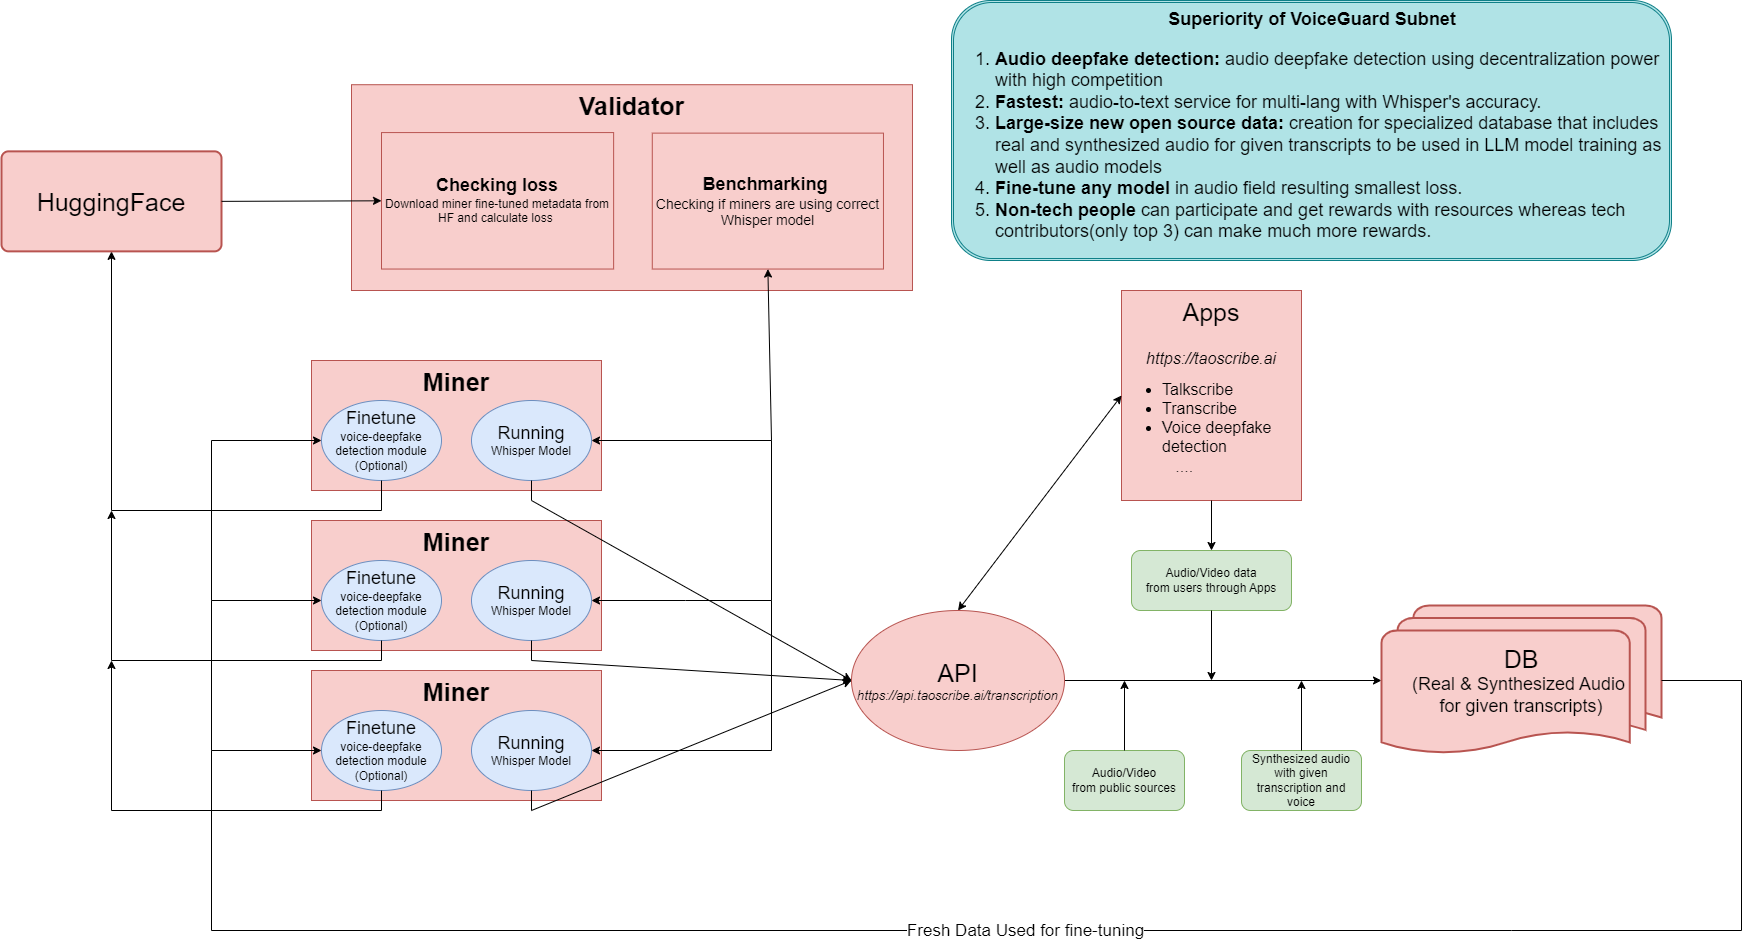 Superiority of VoiceGuard Subnet
1. Audio deepfake detection: audio deepfake detection using decentralization power
with high competition
2. Fastest: audio-to-text service for multi-lang with Whisper's accuracy.
3. Large-size new open source data: creation for specialized database that includes
real and synthesized audio for given transcripts to be used in LLM model training as
well as audio models
4. Fine-tune any model in audio field resulting smallest loss.
5. Non-tech people can participate and get rewards with resources whereas tech
contributors(only top 3) can make much more rewards.
Validator
Checking loss
Download miner fine-tuned metadata from
HF and calculate loss
Benchmarking
Checking if miners are using correct
Whisper model
HuggingFace
Apps
https://taoscribe.ai
• Talkscribe
• Transcribe
• Voice deepfake
detection
....
Miner
Finetune
voice-deepfake
detection module
(Optional)
Running
Whisper Model
Miner
Finetune
voice-deepfake
detection module
(Optional)
Running
Whisper Model
Miner
Finetune
voice-deepfake
detection module
(Optional)
Running
Whisper Model
Audio/Video data
from users through Apps
API
https://api.taoscribe.ai/transcription
DB
(Real & Synthesized Audio
for given transcripts)
Audio/Video
from public sources
Synthesized audio
with given
transcription and
voice
Fresh Data Used for fine-tuning